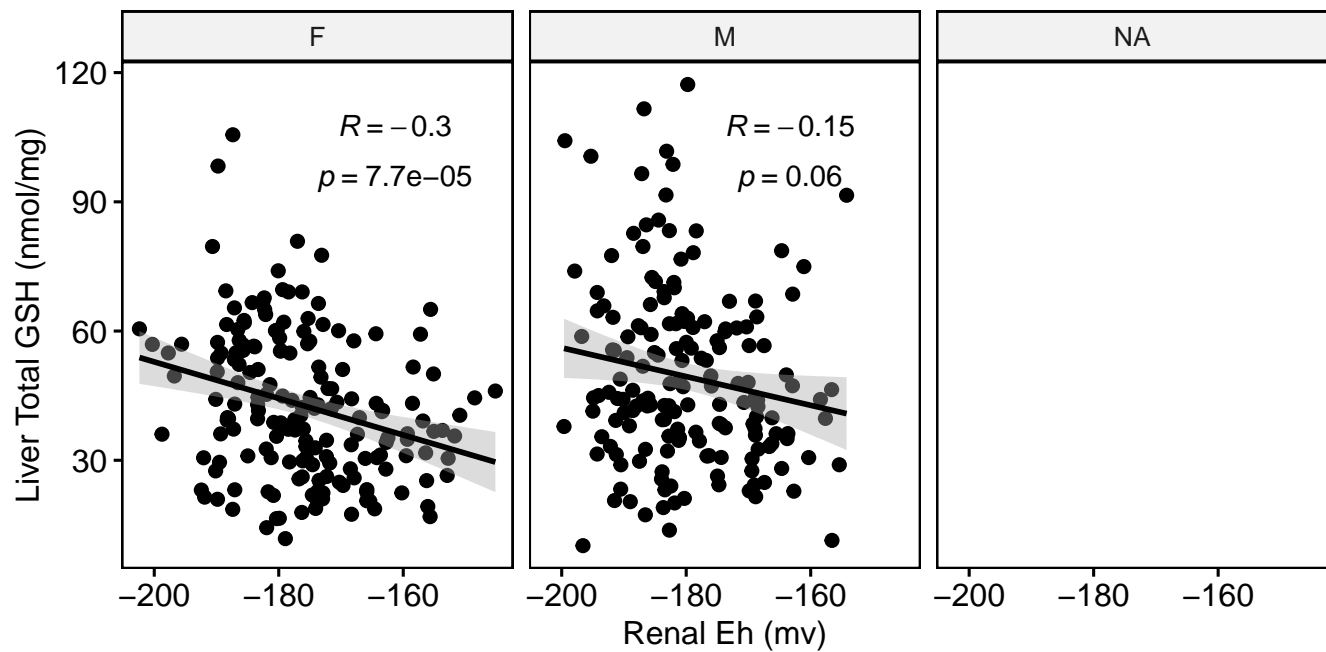 F
M
NA
120
90
60
30
Liver Total GSH (nmol/mg)
R = −0.3
p = 7.7e−05
R = −0.15
p = 0.06
−200
−180
−160
−200
−180
−160
−200
−180
−160
Renal Eh (mv)